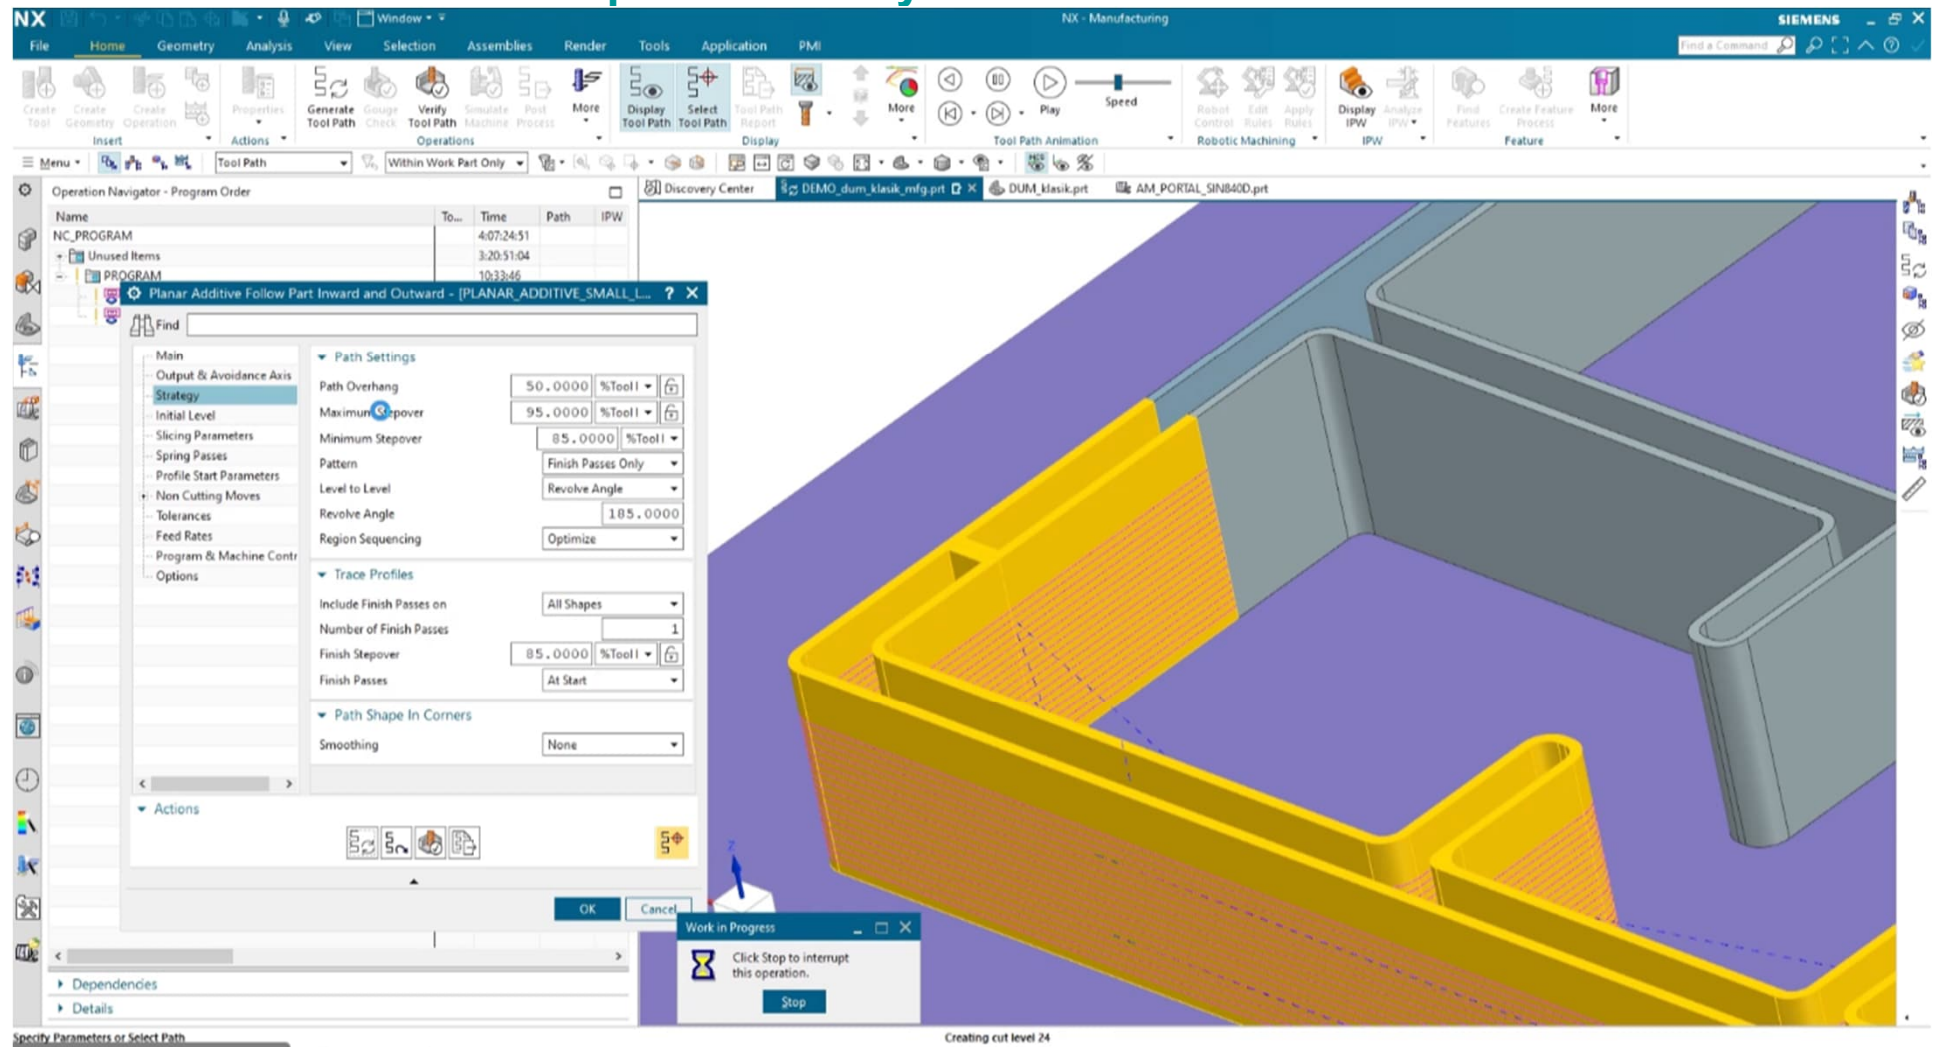 NX
Window
NX - Manufacturing
SIEMENS
File Home Geometry Analysis View Selection Assemblies Render Tools Application PMI
Find a Command
Create Tool
Create Geometry
Create Operation
Properties
Generate Tool Path
Gouge Check
Verify Tool Path
Simulate Machine
Post Process
More
Display Tool Path
Select Tool Path
Tool Path Report
More
Play
Speed
Robot Control
Edit Rules
Apply Rules
Display IPW
Analyze IPW
Find Features
Create Feature Process
More
Insert
Actions
Operations
Display
Tool Path Animation
Robotic Machining
IPW
Feature
Menu
Tool Path
Within Work Part Only
Operation Navigator - Program Order
Discovery Center
DEMO_dum_klasik_mfg.prt
DUM_klasik.prt
AM_PORTAL_SIN840D.prt
Name To... Time Path IPW
NC_PROGRAM 4:07:24:51
Unused Items 3:20:51:04
PROGRAM 10:33:46
Planar Additive Follow Part Inward and Outward - [PLANAR_ADDITIVE_SMALL_L...
Find
Main
Output & Avoidance Axis
Strategy
Initial Level
Slicing Parameters
Spring Passes
Profile Start Parameters
Non Cutting Moves
Tolerances
Feed Rates
Program & Machine Contr
Options
Path Settings
Path Overhang 50.0000 %Tool
Maximum Stepover 95.0000 %Tool
Minimum Stepover 85.0000 %Tool
Pattern Finish Passes Only
Level to Level Revolve Angle
Revolve Angle 185.0000
Region Sequencing Optimize
Trace Profiles
Include Finish Passes on All Shapes
Number of Finish Passes 1
Finish Stepover 85.0000 %Tool
Finish Passes At Start
Path Shape In Corners
Smoothing None
Actions
OK Cancel
Z
Work in Progress
Click Stop to interrupt
this operation.
Stop
Dependencies
Details
Specify Parameters or Select Path
Creating cut level 24